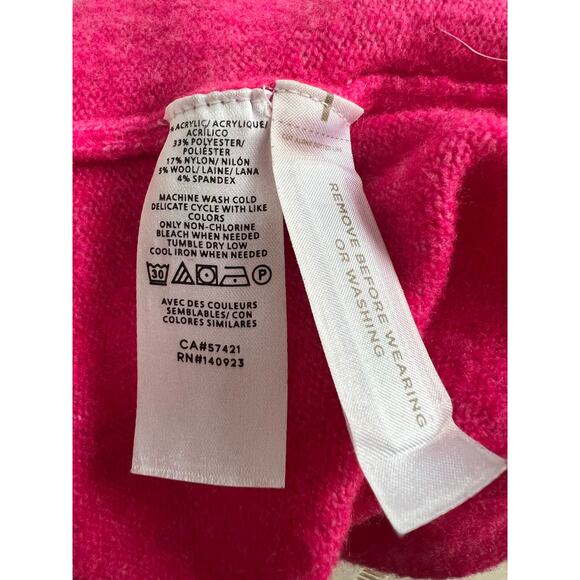 % ACRYLIC/ ACRYLIQUE/
ACRÍLICO
33% POLYESTER/
POLIÉSTER
17% NYLON/ NILÓN
5% WOOL/ LAINE/ LANA
4% SPANDEX
MACHINE WASH COLD
DELICATE CYCLE WITH LIKE
COLORS
ONLY NON-CHLORINE
BLEACH WHEN NEEDED
TUMBLE DRY LOW
COOL IRON WHEN NEEDED
30 P
AVEC DES COULEURS
SEMBLABLES/ CON
COLORES SIMILARES
CA#57421
RN#140923
REMOVE BEFORE WEARING
OR WASHING